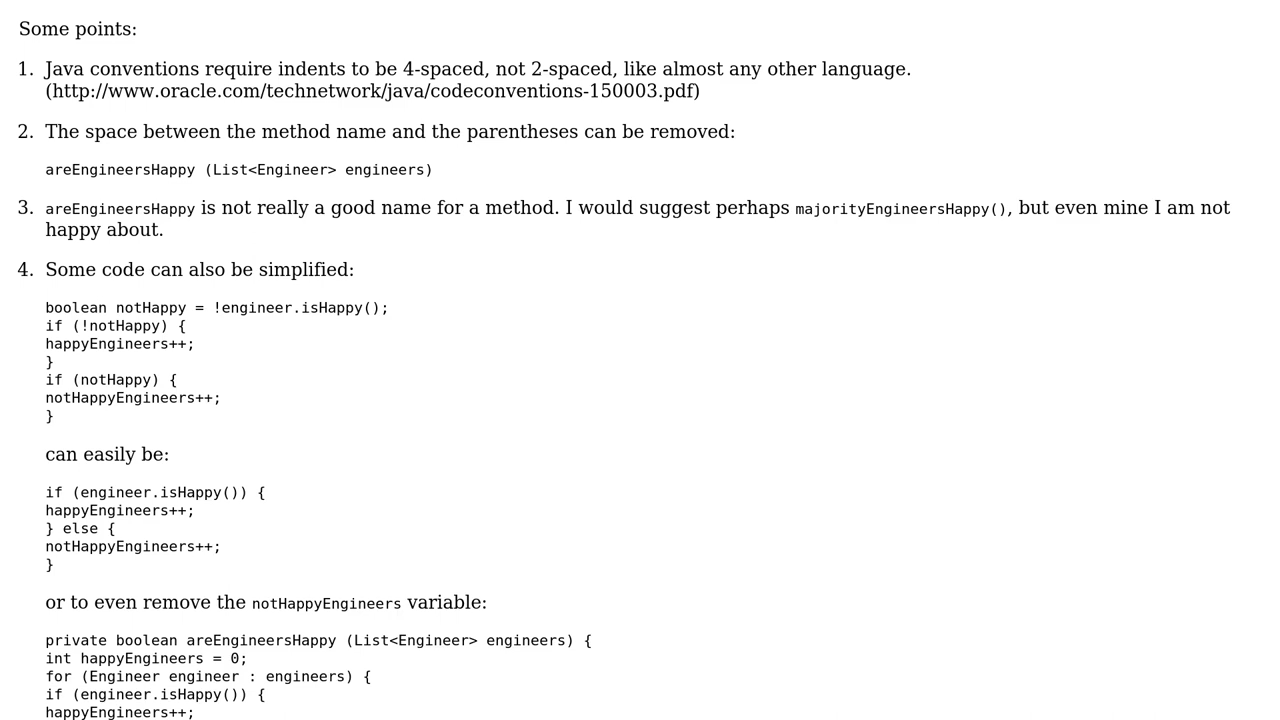 Some points:
1. Java conventions require indents to be 4-spaced, not 2-spaced, like almost any other language.
(http://www.oracle.com/technetwork/java/codeconventions-150003.pdf)
2. The space between the method name and the parentheses can be removed:
areEngineersHappy (List<Engineer> engineers)
3. areEngineersHappy is not really a good name for a method. I would suggest perhaps majorityEngineersHappy(), but even mine I am not
happy about.
4. Some code can also be simplified:
boolean notHappy = !engineer.isHappy();
if (!notHappy) {
happyEngineers++;
}
if (notHappy) {
notHappyEngineers++;
}
can easily be:
if (engineer.isHappy()) {
happyEngineers++;
} else {
notHappyEngineers++;
}
or to even remove the notHappyEngineers variable:
private boolean areEngineersHappy (List<Engineer> engineers) {
int happyEngineers = 0;
for (Engineer engineer : engineers) {
if (engineer.isHappy()) {
happyEngineers++;